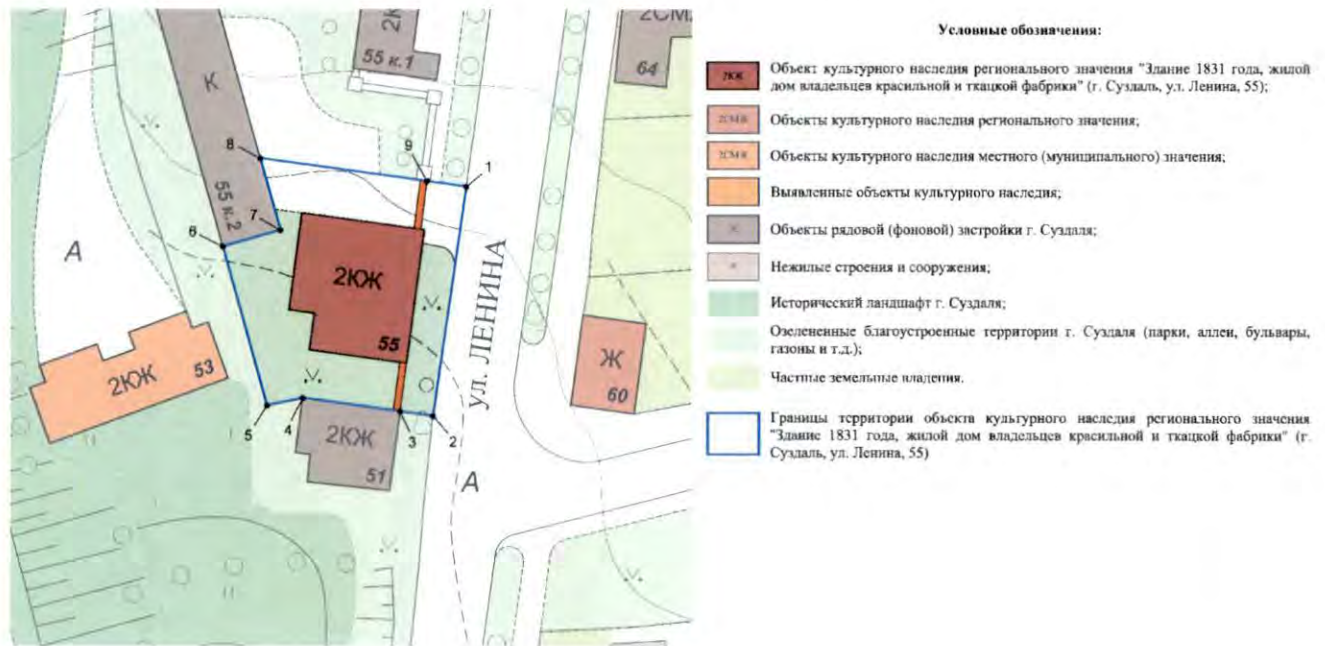 Условные обозначения:
2КЖ
Объект культурного наследия регионального значения "Здание 1831 года, жилой
дом владельцев красильной и ткацкой фабрики" (г. Суздаль, ул. Ленина, 55);
2СМЖ
Объекты культурного наследия регионального значения;
2СМЖ
Объекты культурного наследия местного (муниципального) значения;
Выявленные объекты культурного наследия;
Объекты рядовой (фоновой) застройки г. Суздаля;
Нежилые строения и сооружения;
Исторический ландшафт г. Суздаля;
Озелененные благоустроенные территории г. Суздаля (парки, аллеи, бульвары,
газоны и т.д.);
Частные земельные владения.
Границы территории объекта культурного наследия регионального значения
"Здание 1831 года, жилой дом владельцев красильной и ткацкой фабрики" (г.
Суздаль, ул. Ленина, 55)
2К
55 к.1
2СМЖ
64
К
55 к.2
8
9
1
7
6
А
2КЖ
55
ул. ЛЕНИНА
2КЖ
53
Ж
60
5
4
3
2
2КЖ
51
А